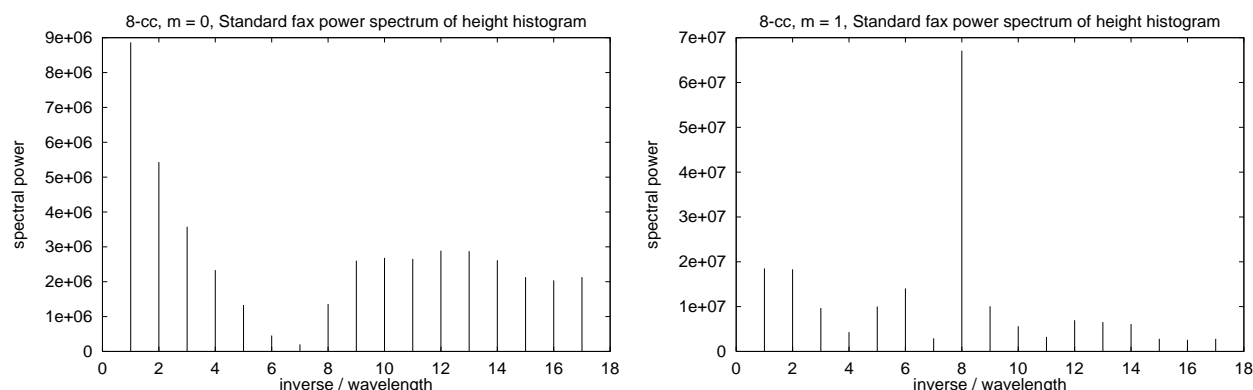 8-cc, m = 0, Standard fax power spectrum of height histogram
9e+06
8e+06
7e+06
6e+06
5e+06
4e+06
3e+06
2e+06
1e+06
0
spectral power
0 2 4 6 8 10 12 14 16 18
inverse / wavelength
8-cc, m = 1, Standard fax power spectrum of height histogram
7e+07
6e+07
5e+07
4e+07
3e+07
2e+07
1e+07
0
spectral power
0 2 4 6 8 10 12 14 16 18
inverse / wavelength